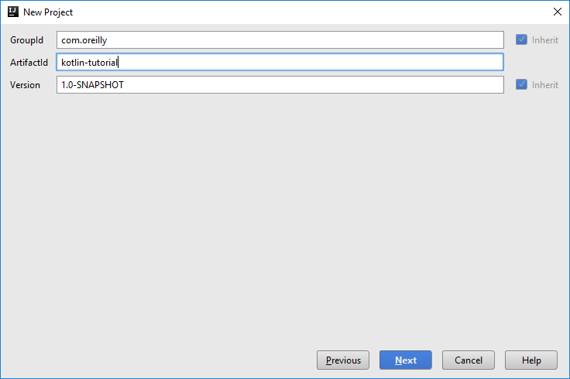 New Project
GroupId com.oreilly Inherit
ArtifactId kotlin-tutorial
Version 1.0-SNAPSHOT Inherit
Previous Next Cancel Help